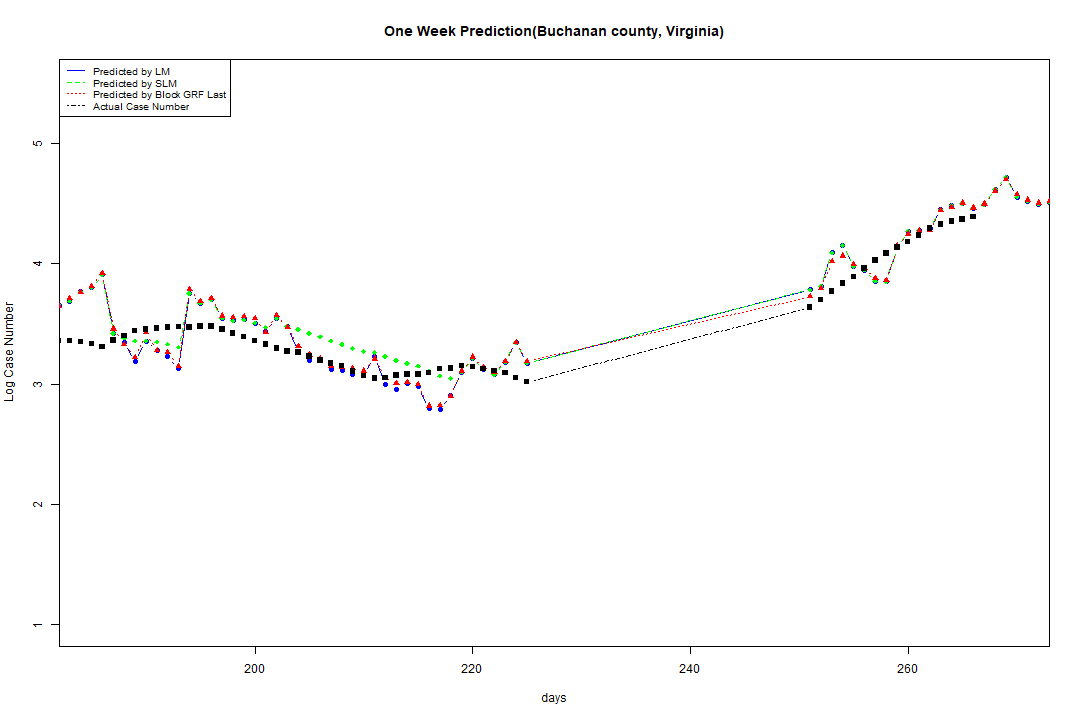 One Week Prediction(Buchanan county, Virginia)
Predicted by LM
Predicted by SLM
Predicted by Block GRF Last
Actual Case Number
5
4
3
2
1
Log Case Number
200
220
240
260
days